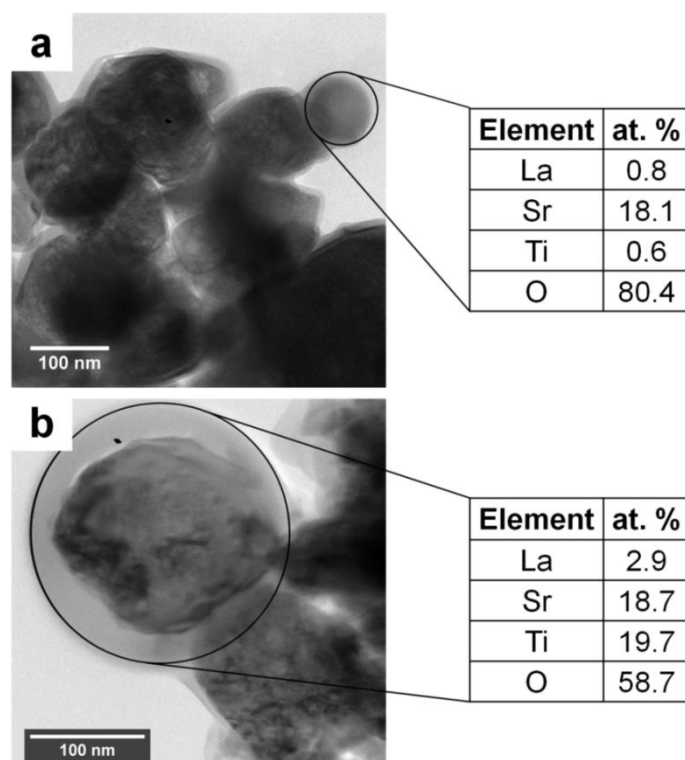 a
Element at. %
La 0.8
Sr 18.1
Ti 0.6
O 80.4
100 nm
b
Element at. %
La 2.9
Sr 18.7
Ti 19.7
O 58.7
100 nm